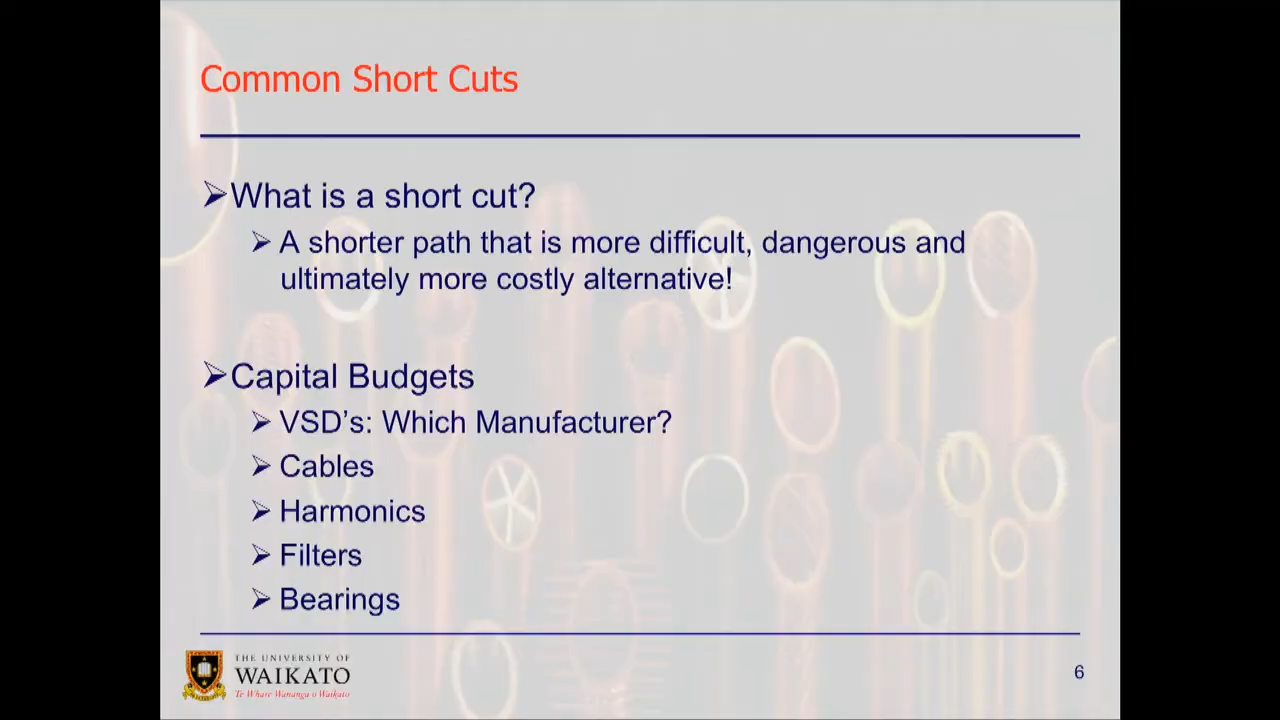 Common Short Cuts
What is a short cut?
A shorter path that is more difficult, dangerous and
ultimately more costly alternative!
Capital Budgets
VSD's: Which Manufacturer?
Cables
Harmonics
Filters
Bearings
THE UNIVERSITY OF
WAIKATO
Te Whare Wānanga o Waikato
6